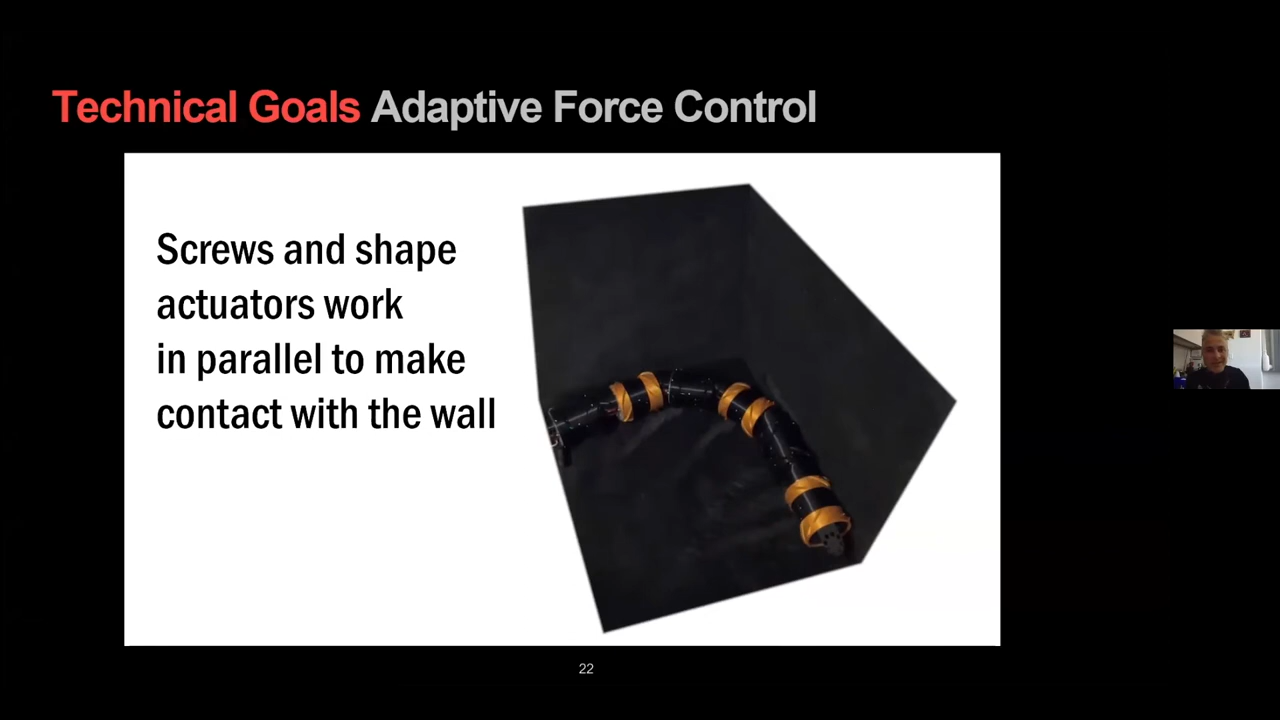 Technical Goals Adaptive Force Control
Screws and shape
actuators work
in parallel to make
contact with the wall
22